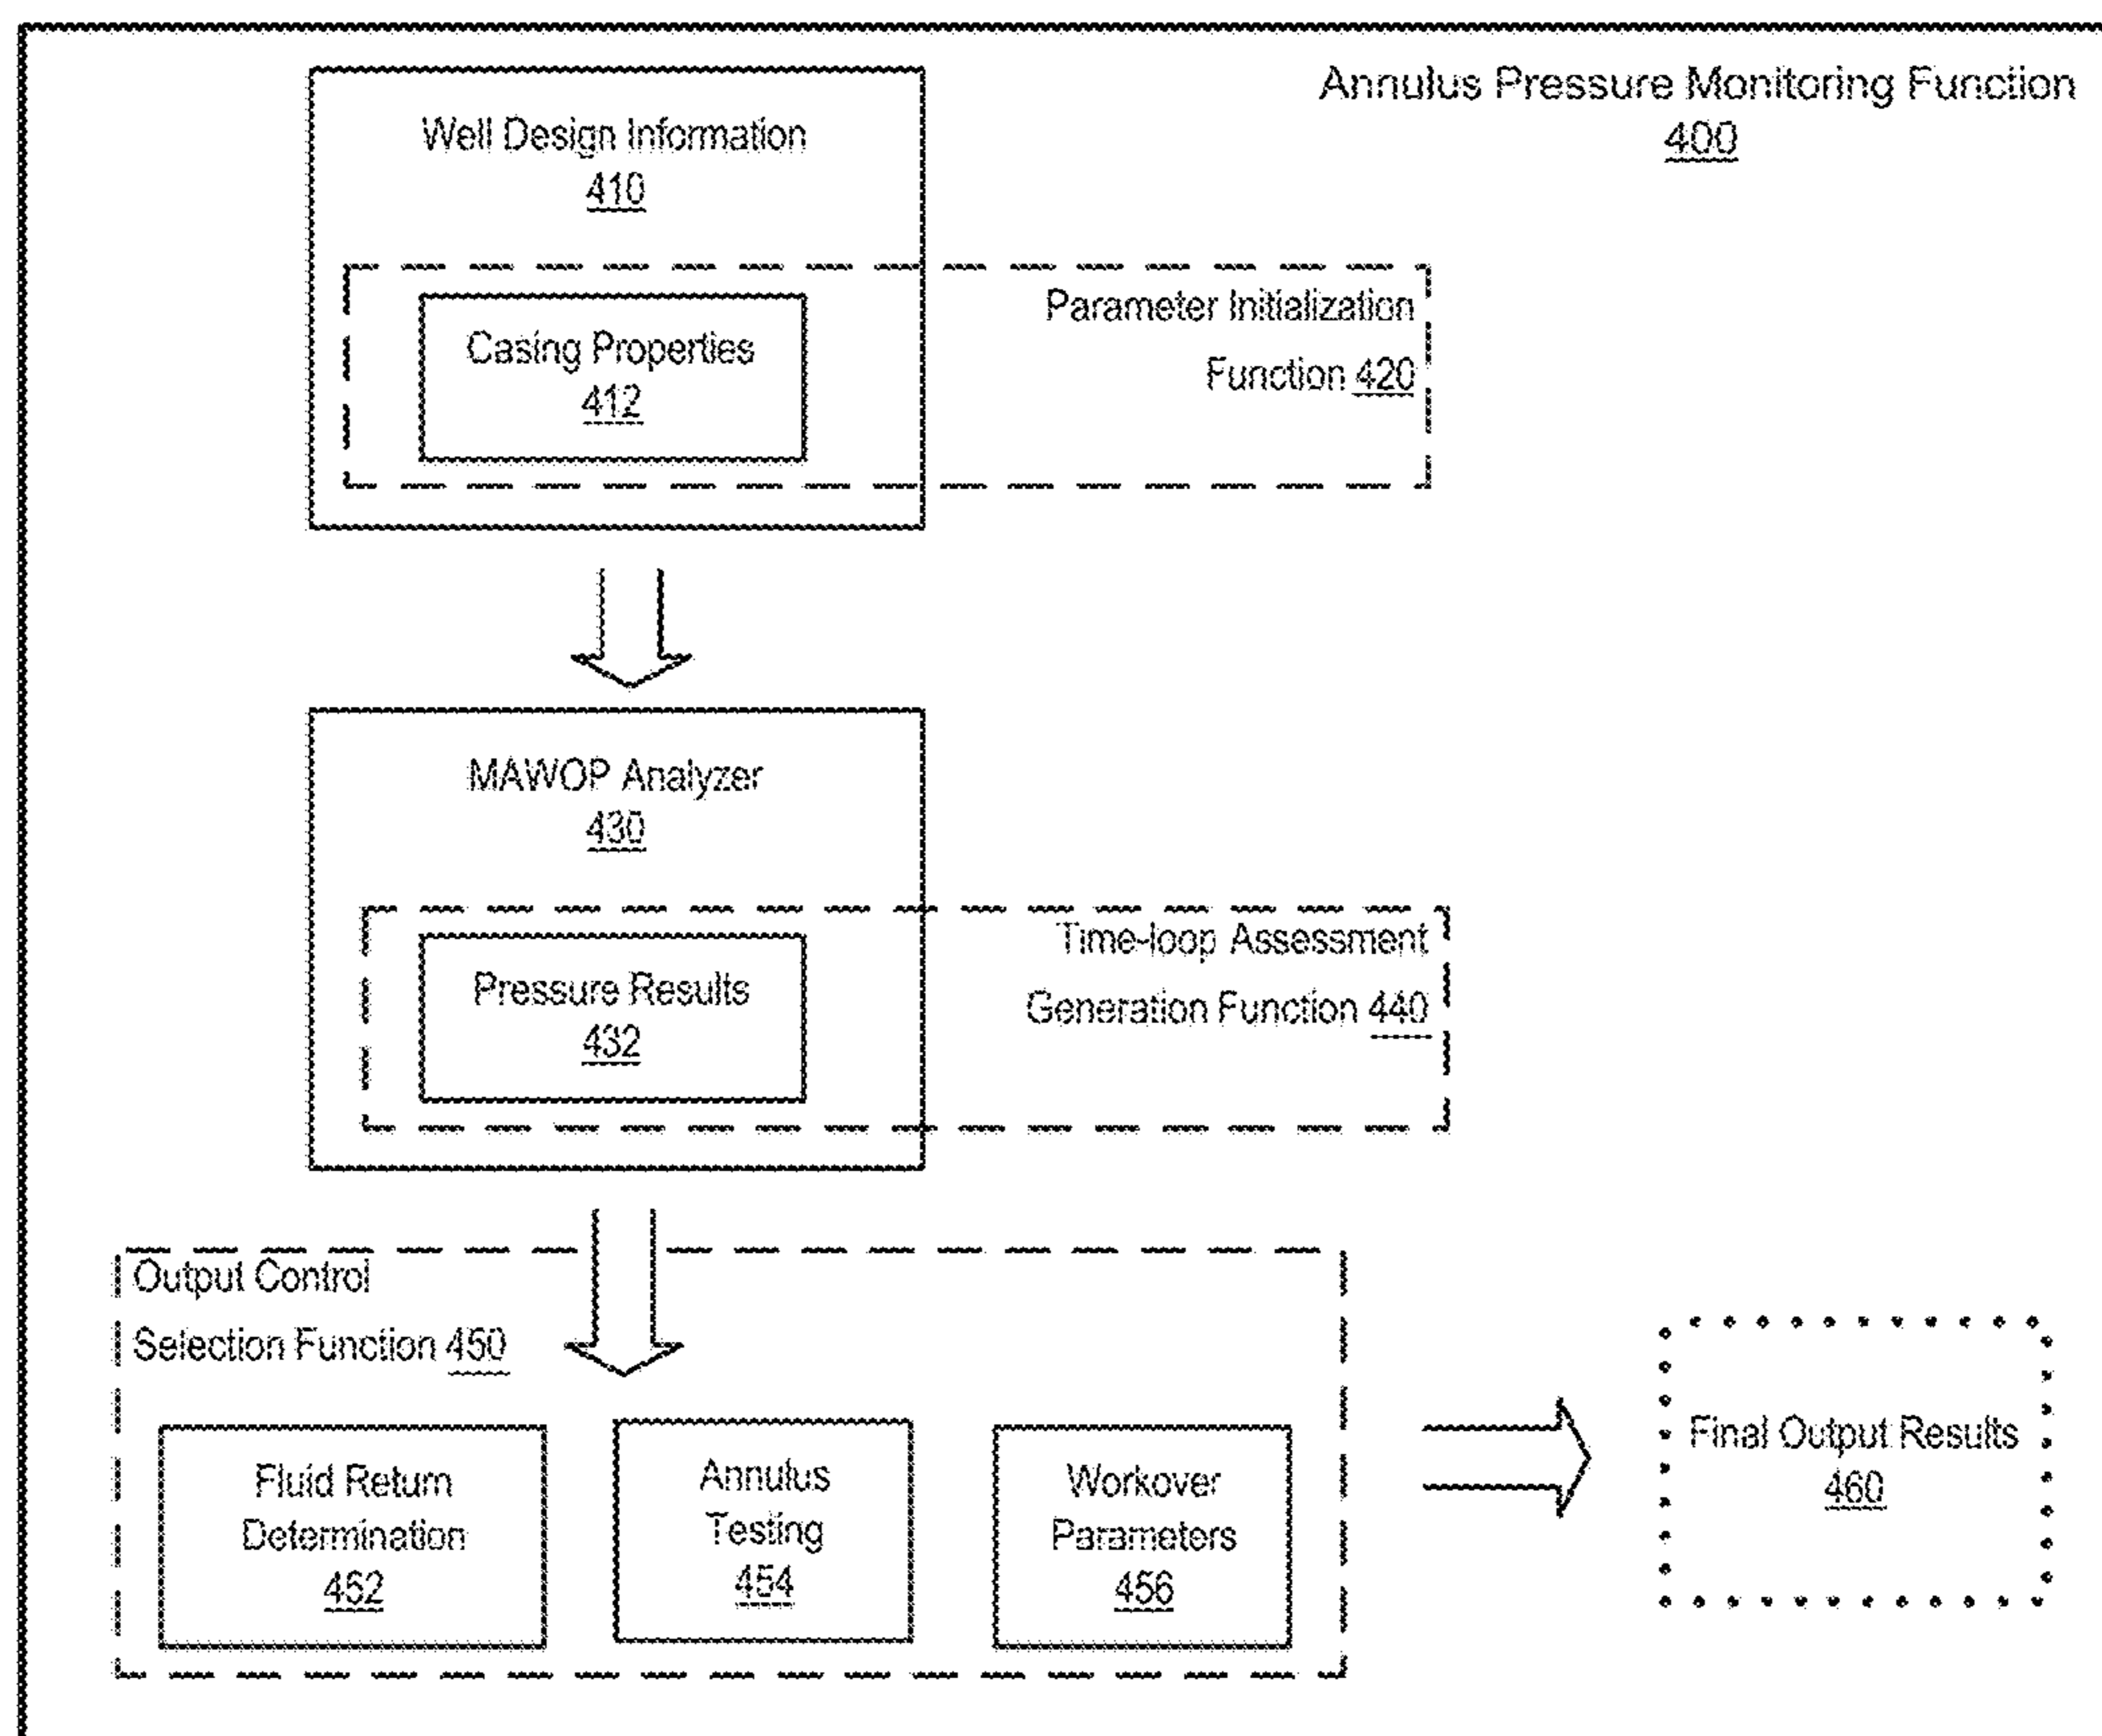 Annulus Pressure Monitoring Function
400
Well Design Information
410
Parameter Initialization
Function 420
Casing Properties
412
MAWOP Analyzer
430
Time-loop Assessment
Generation Function 440
Pressure Results
432
Output Control
Selection Function 450
Fluid Return
Determination
452
Annulus
Testing
454
Workover
Parameters
456
Final Output Results
460